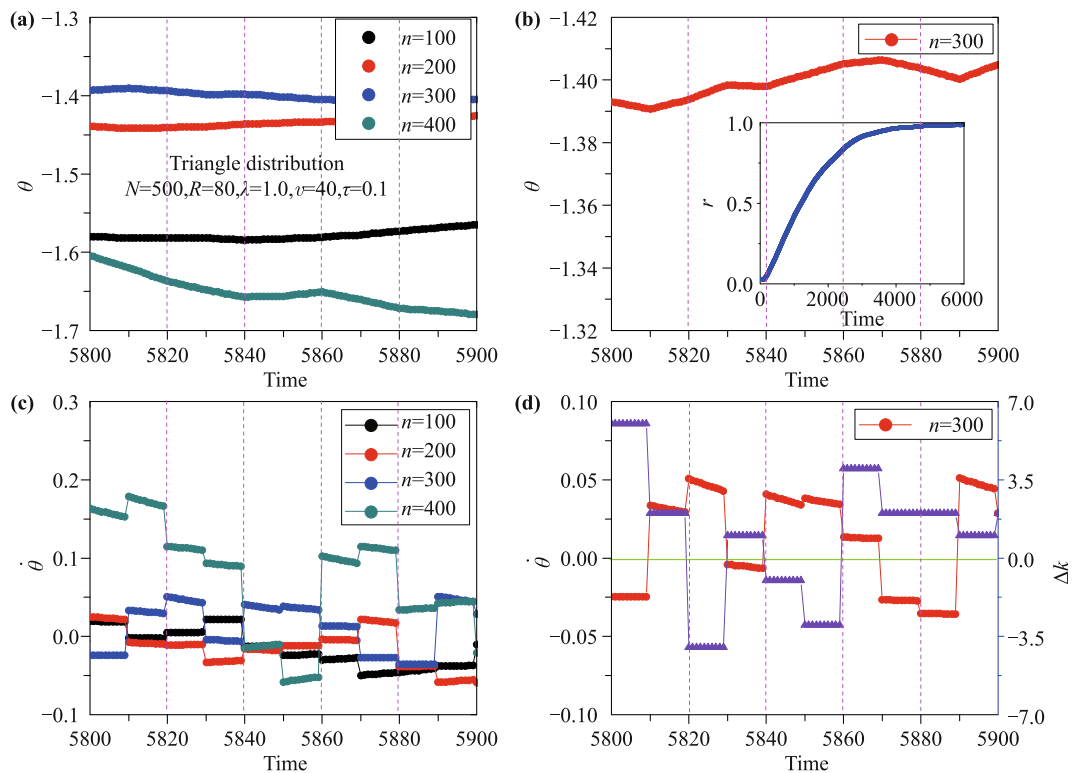 (a)
−1.3
−1.4
−1.5
−1.6
−1.7
θ
n=100
n=200
n=300
n=400
Triangle distribution
N=500,R=80,λ=1.0,υ=40,τ=0.1
5800 5820 5840 5860 5880 5900
Time
(b)
−1.42
−1.40
−1.38
−1.36
−1.34
−1.32
θ
n=300
1.0
0.5
0.0
r
0 2000 4000 6000
Time
5800 5820 5840 5860 5880 5900
Time
(c)
0.3
0.2
0.1
0.0
−0.1
θ̇
n=100
n=200
n=300
n=400
5800 5820 5840 5860 5880 5900
Time
(d)
0.10
0.05
0.00
−0.05
−0.10
θ̇
n=300
7.0
3.5
0.0
−3.5
−7.0
Δk
5800 5820 5840 5860 5880 5900
Time